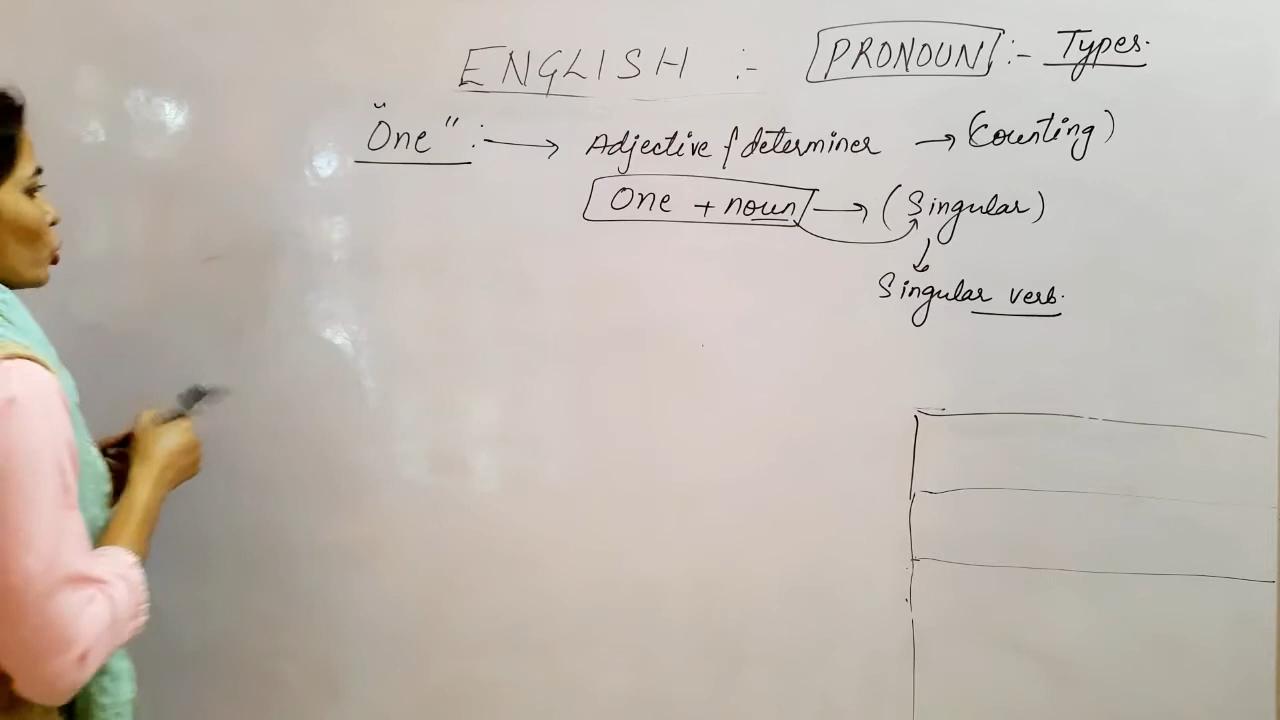 ENGLISH :- PRONOUN :- Types.
"One" :→ Adjective / determiner → (Counting)
One + noun → (Singular)
Singular verb.